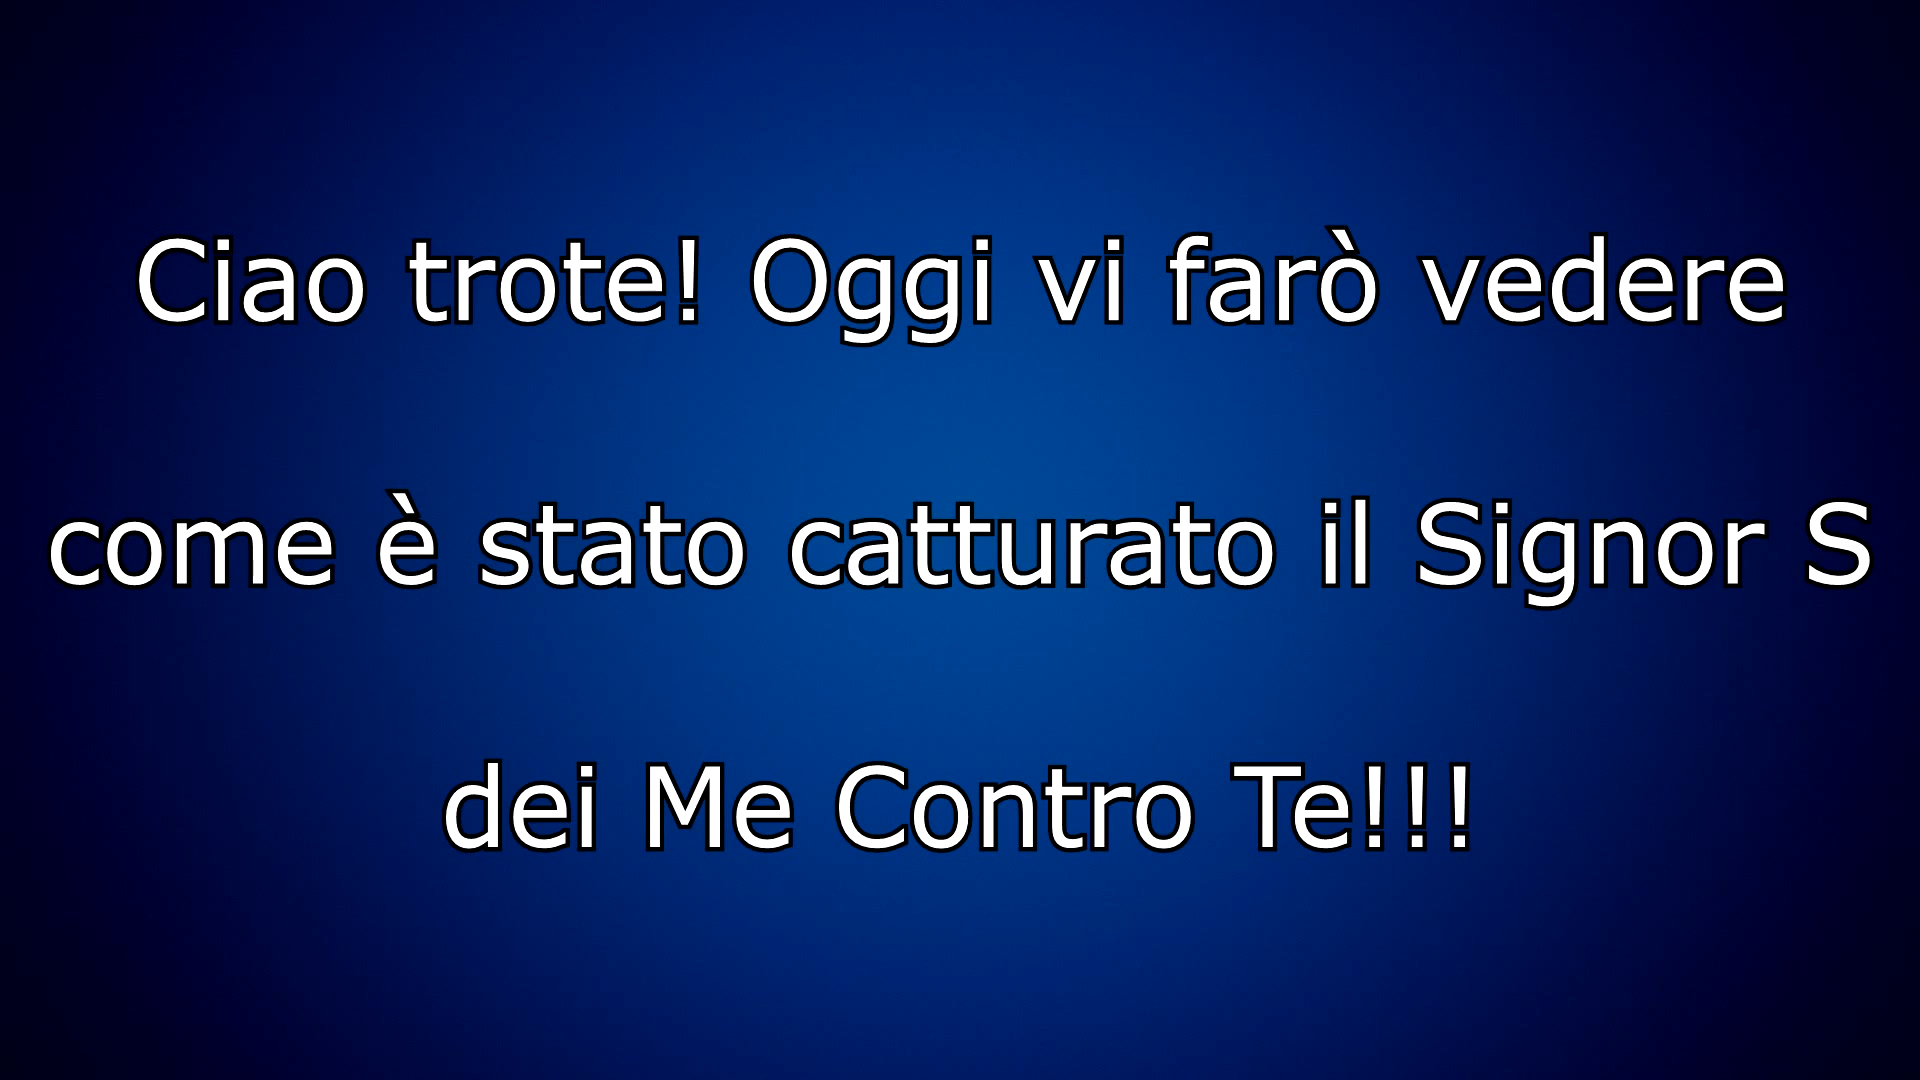 Ciao trote! Oggi vi farò vedere
come è stato catturato il Signor S
dei Me Contro Te!!!